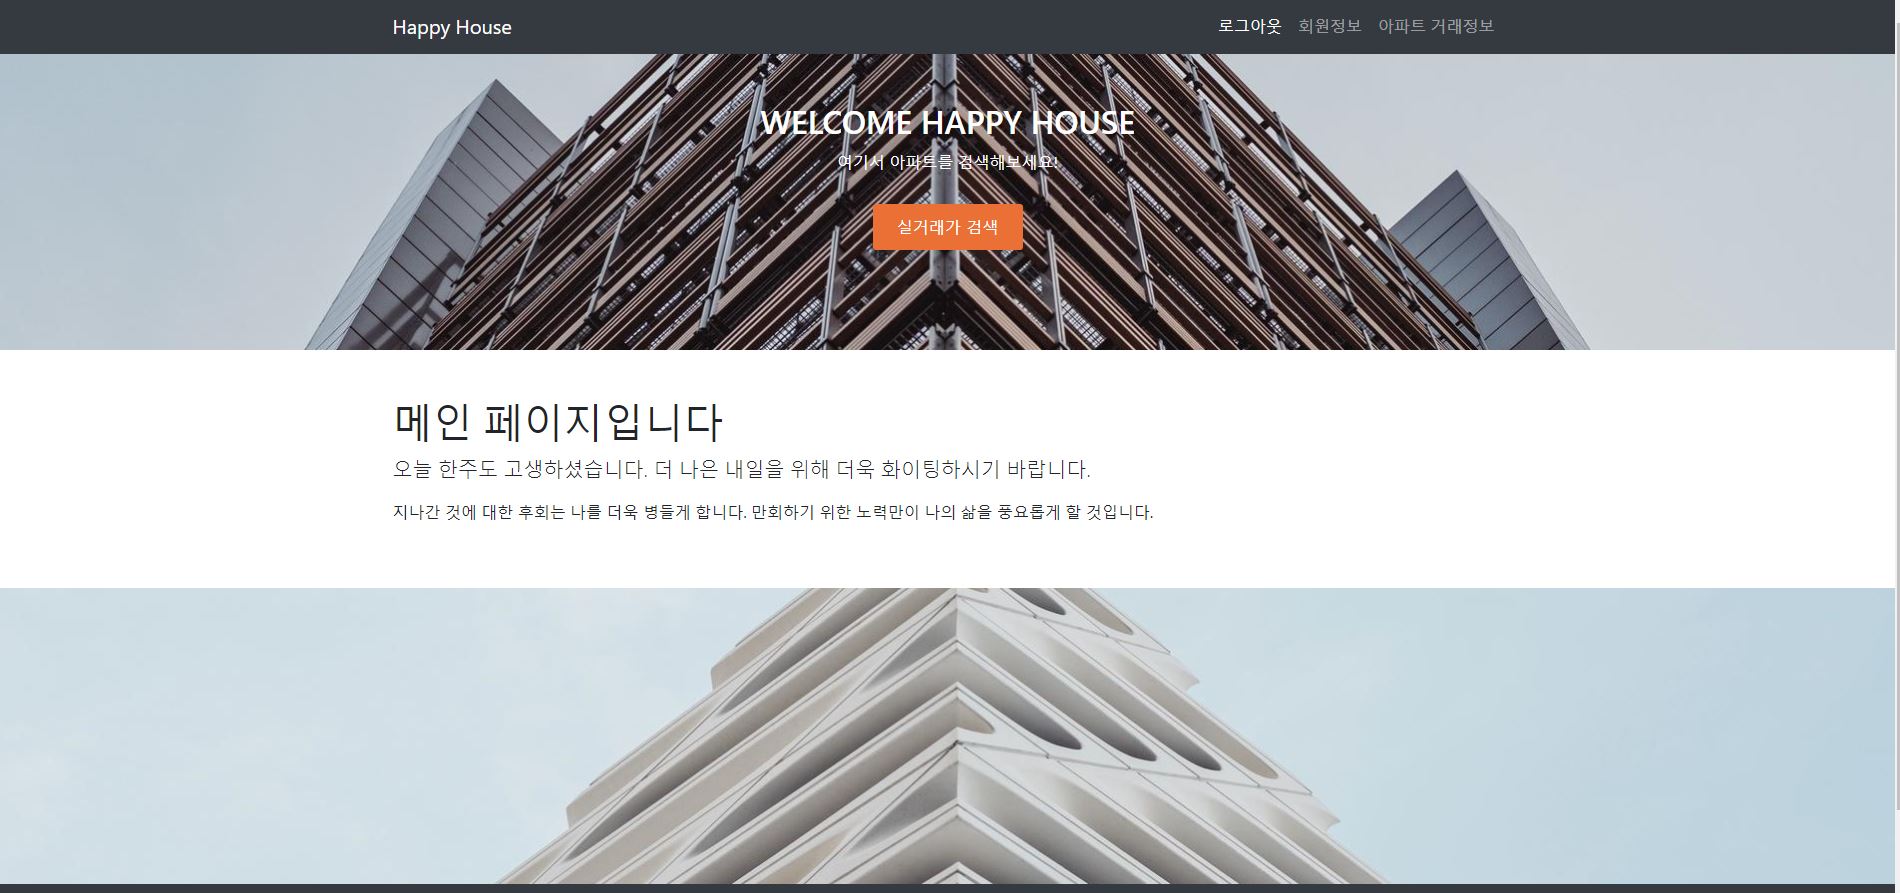 Happy House
로그아웃 회원정보 아파트 거래정보
WELCOME HAPPY HOUSE
여기서 아파트를 검색해보세요!
실거래가 검색
메인 페이지입니다
오늘 한주도 고생하셨습니다. 더 나은 내일을 위해 더욱 화이팅하시기 바랍니다.
지나간 것에 대한 후회는 나를 더욱 병들게 합니다. 만회하기 위한 노력만이 나의 삶을 풍요롭게 할 것입니다.